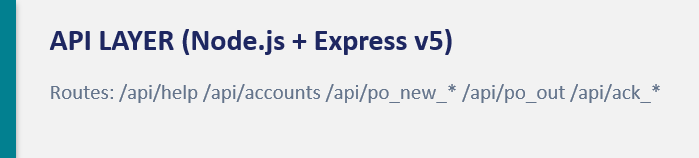 API LAYER (Node.js + Express v5)
Routes: /api/help /api/accounts /api/po_new_* /api/po_out /api/ack_*